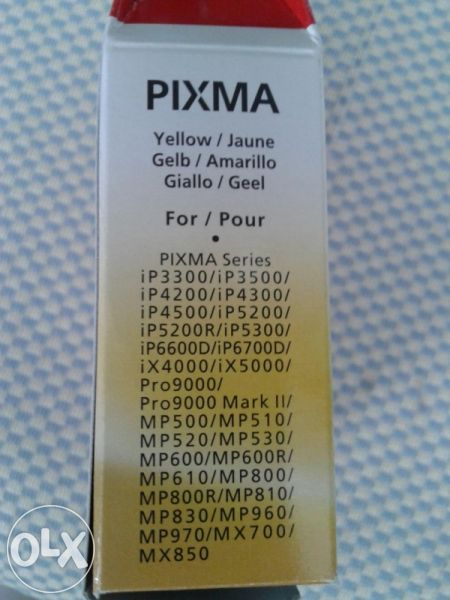 PIXMA
Yellow / Jaune
Gelb / Amarillo
Giallo / Geel
For / Pour
•
PIXMA Series
iP3300/iP3500/
iP4200/iP4300/
iP4500/iP5200/
iP5200R/iP5300/
iP6600D/iP6700D/
iX4000/iX5000/
Pro9000/
Pro9000 Mark II/
MP500/MP510/
MP520/MP530/
MP600/MP600R/
MP610/MP800/
MP800R/MP810/
MP830/MP960/
MP970/MX700/
MX850
OLX